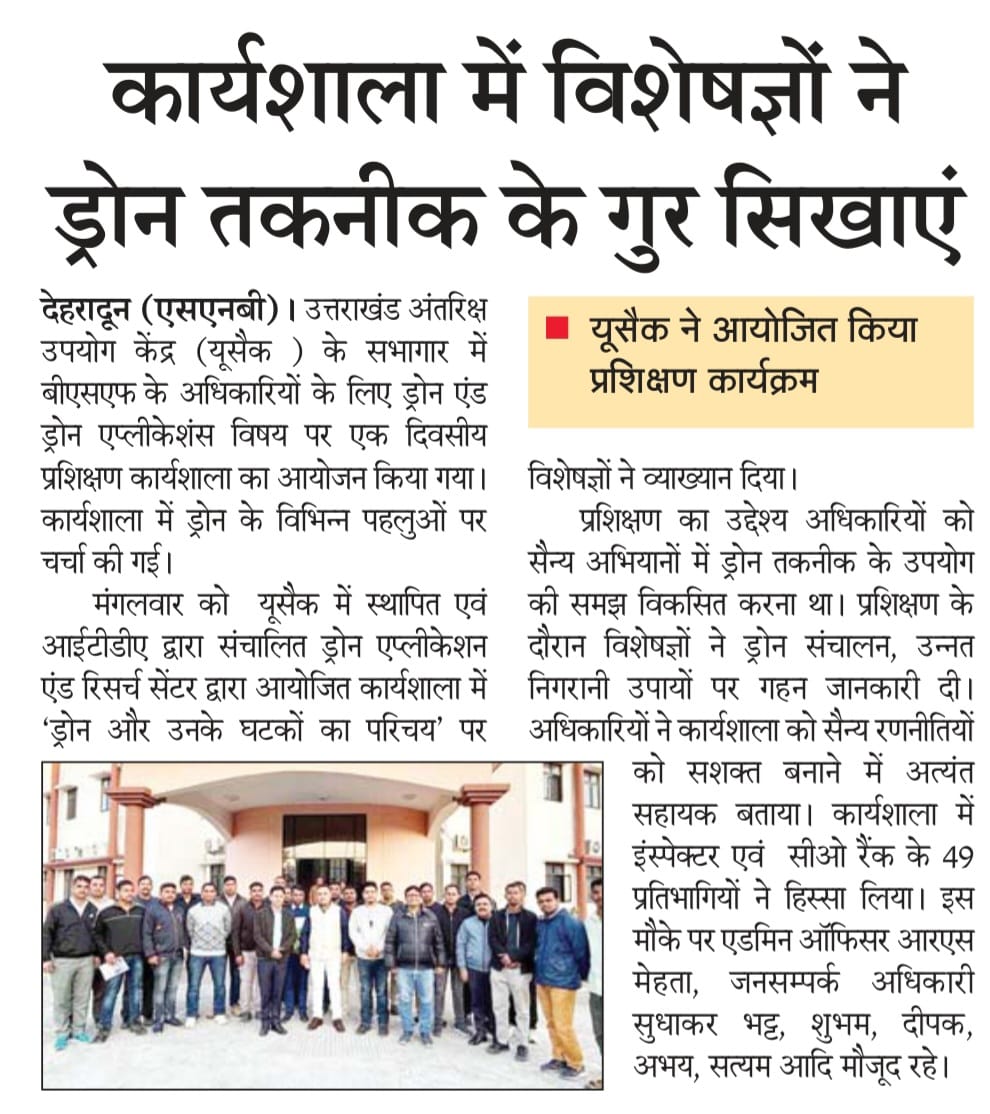 कार्यशाला में विशेषज्ञों ने
ड्रोन तकनीक के गुर सिखाएं
देहरादून (एसएनबी)। उत्तराखंड अंतरिक्ष
उपयोग केंद्र (यूसैक ) के सभागार में
बीएसएफ के अधिकारियों के लिए ड्रोन एंड
ड्रोन एप्लीकेशंस विषय पर एक दिवसीय
प्रशिक्षण कार्यशाला का आयोजन किया गया।
कार्यशाला में ड्रोन के विभिन्न पहलुओं पर
चर्चा की गई।
मंगलवार को यूसैक में स्थापित एवं
आईटीडीए द्वारा संचालित ड्रोन एप्लीकेशन
एंड रिसर्च सेंटर द्वारा आयोजित कार्यशाला में
‘ड्रोन और उनके घटकों का परिचय’ पर
यूसैक ने आयोजित किया
प्रशिक्षण कार्यक्रम
विशेषज्ञों ने व्याख्यान दिया।
प्रशिक्षण का उद्देश्य अधिकारियों को
सैन्य अभियानों में ड्रोन तकनीक के उपयोग
की समझ विकसित करना था। प्रशिक्षण के
दौरान विशेषज्ञों ने ड्रोन संचालन, उन्नत
निगरानी उपायों पर गहन जानकारी दी।
अधिकारियों ने कार्यशाला को सैन्य रणनीतियों
को सशक्त बनाने में अत्यंत
सहायक बताया। कार्यशाला में
इंस्पेक्टर एवं सीओ रैंक के 49
प्रतिभागियों ने हिस्सा लिया। इस
मौके पर एडमिन ऑफिसर आरएस
मेहता, जनसम्पर्क अधिकारी
सुधाकर भट्ट, शुभम, दीपक,
अभय, सत्यम आदि मौजूद रहे।